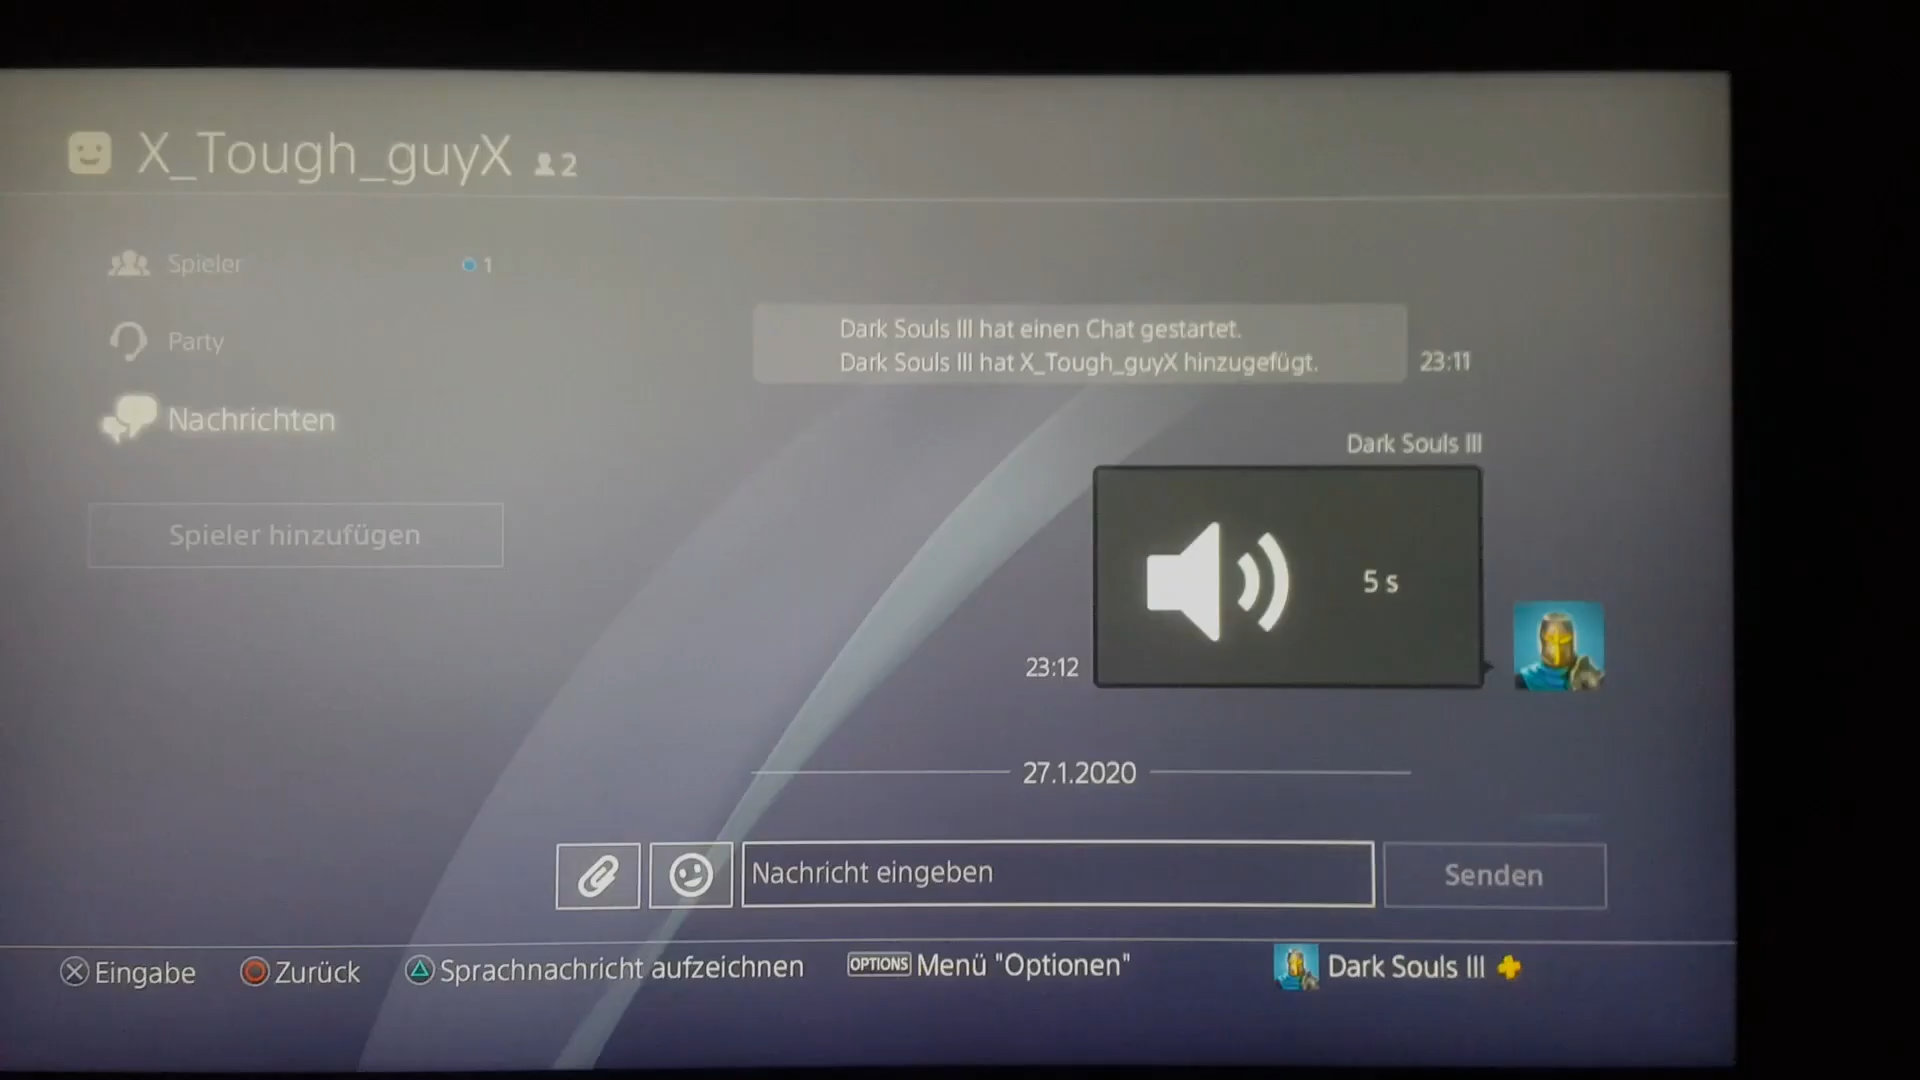 X_Tough_guyX 2
Spieler 1
Party
Nachrichten
Spieler hinzufügen
Dark Souls III hat einen Chat gestartet.
Dark Souls III hat X_Tough_guyX hinzugefügt.
23:11
Dark Souls III
5 s
23:12
27.1.2020
Nachricht eingeben
Senden
Eingabe
Zurück
Sprachnachricht aufzeichnen
OPTIONS Menü "Optionen"
Dark Souls III